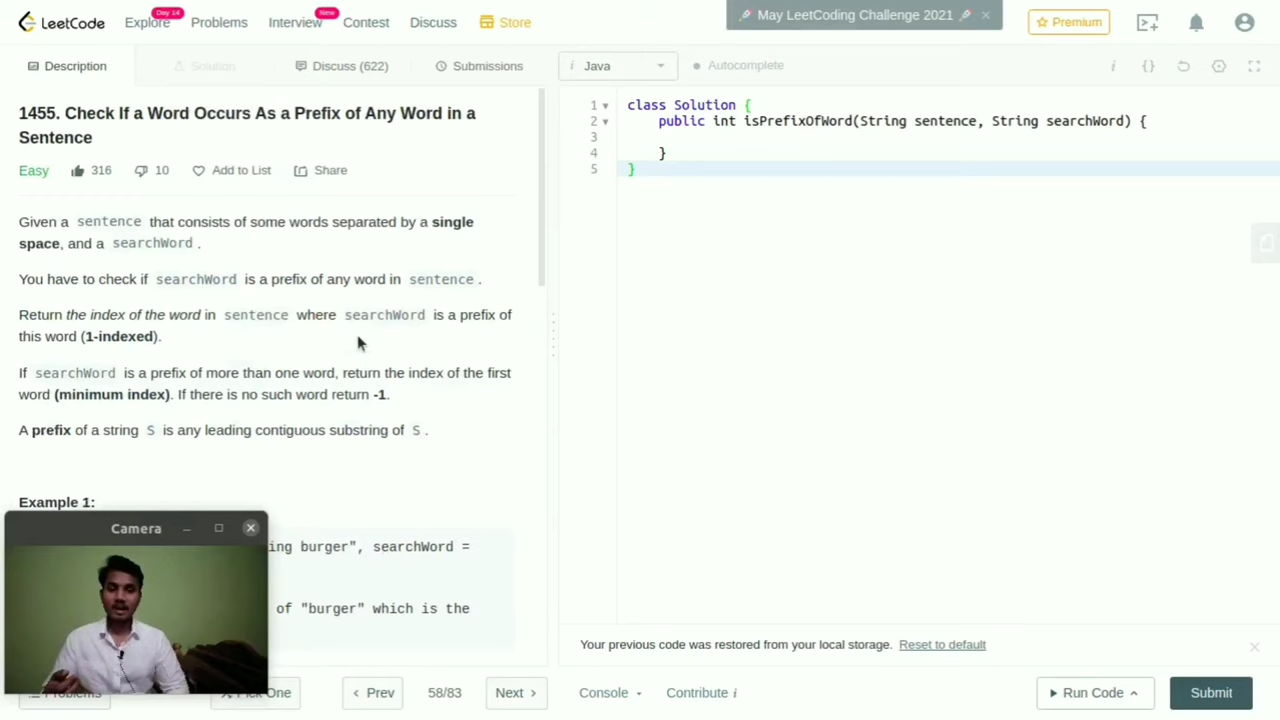 LeetCode Explore Day 14 Problems Interview New Contest Discuss Store
May LeetCoding Challenge 2021
Premium
Description Solution Discuss (622) Submissions
i Java Autocomplete
1455. Check If a Word Occurs As a Prefix of Any Word in a
Sentence
Easy 316 10 Add to List Share
Given a sentence that consists of some words separated by a single
space, and a searchWord.
You have to check if searchWord is a prefix of any word in sentence.
Return the index of the word in sentence where searchWord is a prefix of
this word (1-indexed).
If searchWord is a prefix of more than one word, return the index of the first
word (minimum index). If there is no such word return -1.
A prefix of a string S is any leading contiguous substring of S.
Example 1:
ing burger", searchWord =
of "burger" which is the
Camera
Problems Pick One Prev 58/83 Next
1 class Solution {
2 public int isPrefixOfWord(String sentence, String searchWord) {
3
4 }
5 }
Your previous code was restored from your local storage. Reset to default
Console Contribute i Run Code Submit